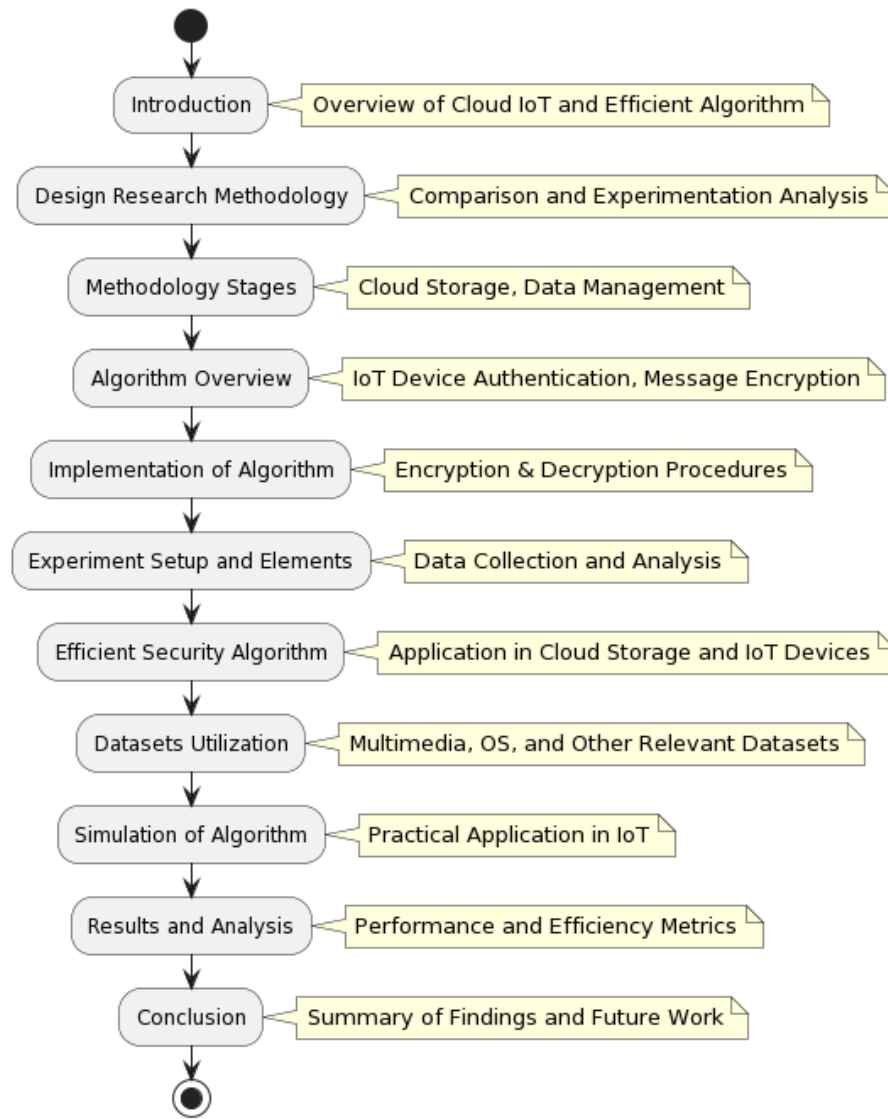 Introduction
Overview of Cloud IoT and Efficient Algorithm
Design Research Methodology
Comparison and Experimentation Analysis
Methodology Stages
Cloud Storage, Data Management
Algorithm Overview
IoT Device Authentication, Message Encryption
Implementation of Algorithm
Encryption & Decryption Procedures
Experiment Setup and Elements
Data Collection and Analysis
Efficient Security Algorithm
Application in Cloud Storage and IoT Devices
Datasets Utilization
Multimedia, OS, and Other Relevant Datasets
Simulation of Algorithm
Practical Application in IoT
Results and Analysis
Performance and Efficiency Metrics
Conclusion
Summary of Findings and Future Work